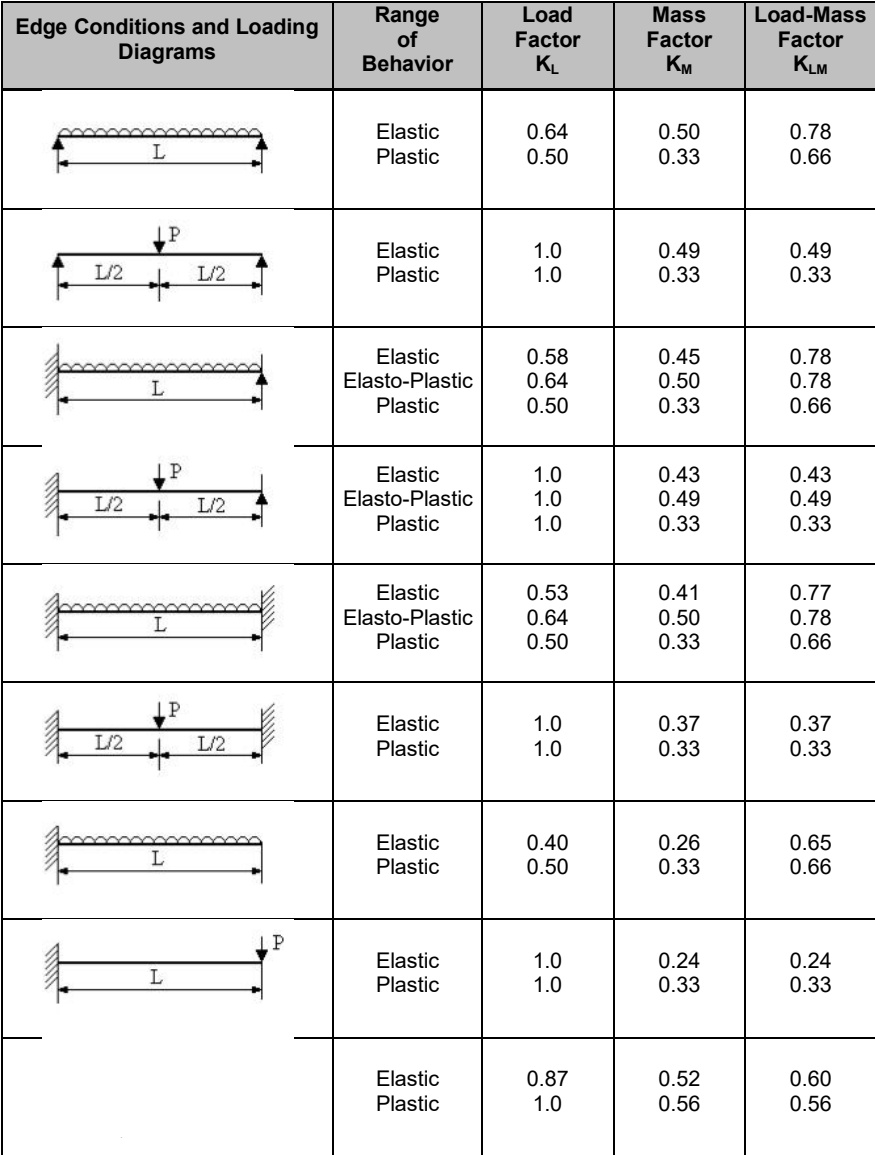 Edge Conditions and Loading Diagrams Range of Behavior Load Factor KL Mass Factor KM Load-Mass Factor KLM
L
Elastic 0.64 0.50 0.78
Plastic 0.50 0.33 0.66
P
L/2 L/2
Elastic 1.0 0.49 0.49
Plastic 1.0 0.33 0.33
L
Elastic 0.58 0.45 0.78
Elasto-Plastic 0.64 0.50 0.78
Plastic 0.50 0.33 0.66
P
L/2 L/2
Elastic 1.0 0.43 0.43
Elasto-Plastic 1.0 0.49 0.49
Plastic 1.0 0.33 0.33
L
Elastic 0.53 0.41 0.77
Elasto-Plastic 0.64 0.50 0.78
Plastic 0.50 0.33 0.66
P
L/2 L/2
Elastic 1.0 0.37 0.37
Plastic 1.0 0.33 0.33
L
Elastic 0.40 0.26 0.65
Plastic 0.50 0.33 0.66
P
L
Elastic 1.0 0.24 0.24
Plastic 1.0 0.33 0.33
Elastic 0.87 0.52 0.60
Plastic 1.0 0.56 0.56